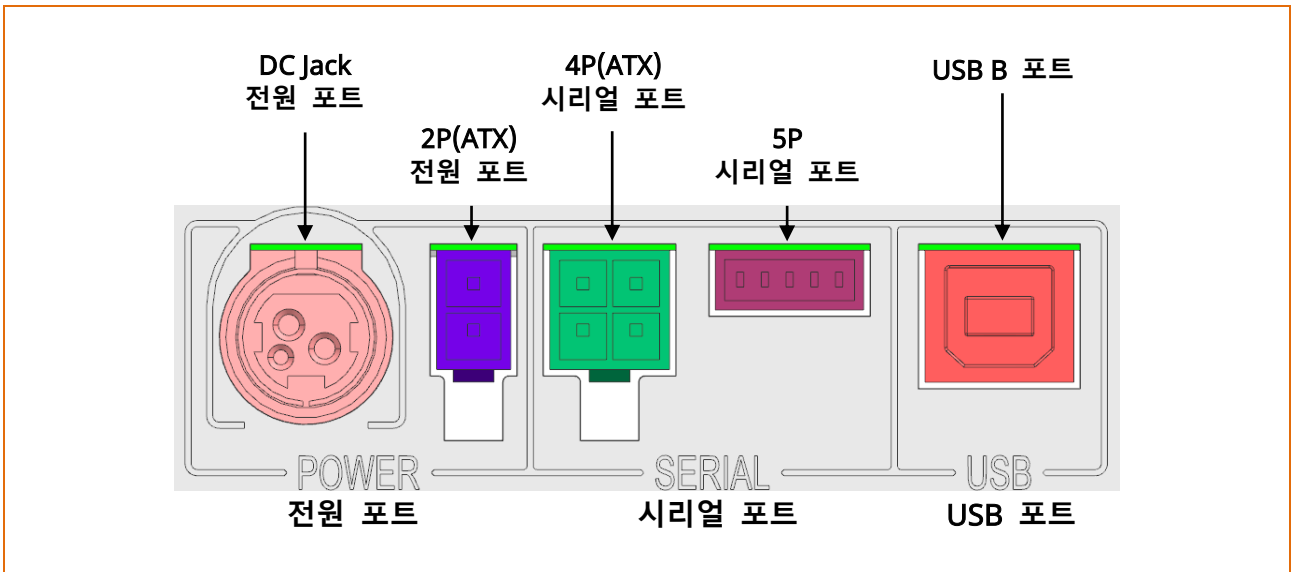 DC Jack
전원 포트
2P(ATX)
전원 포트
4P(ATX)
시리얼 포트
5P
시리얼 포트
USB B 포트
POWER
SERIAL
USB
전원 포트
시리얼 포트
USB 포트